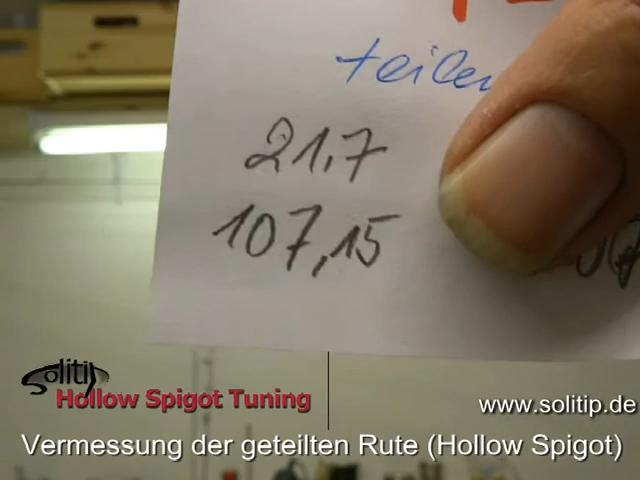 teilen
21,7
107,15
Solitip
Hollow Spigot Tuning
www.solitip.de
Vermessung der geteilten Rute (Hollow Spigot)